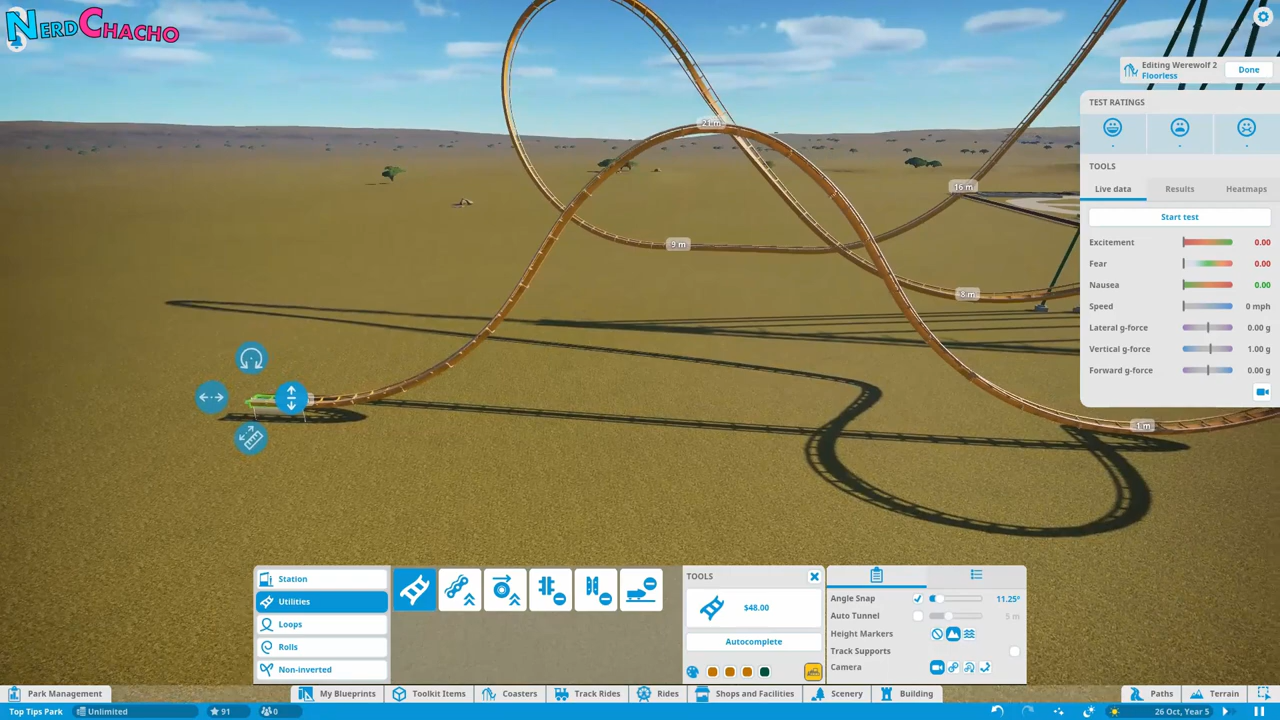 NERDCHACHO
Editing Werewolf 2
Floorless
Done
TEST RATINGS
-
-
-
TOOLS
Live data
Results
Heatmaps
Start test
Excitement 0.00
Fear 0.00
Nausea 0.00
Speed 0 mph
Lateral g-force 0.00 g
Vertical g-force 1.00 g
Forward g-force 0.00 g
21 m
16 m
9 m
8 m
1 m
Station
Utilities
Loops
Rolls
Non-inverted
TOOLS
$48.00
Autocomplete
Angle Snap 11.25°
Auto Tunnel 5 m
Height Markers
Track Supports
Camera
Park Management
My Blueprints
Toolkit Items
Coasters
Track Rides
Rides
Shops and Facilities
Scenery
Building
Paths
Terrain
Top Tips Park
Unlimited
91
0
26 Oct, Year 5